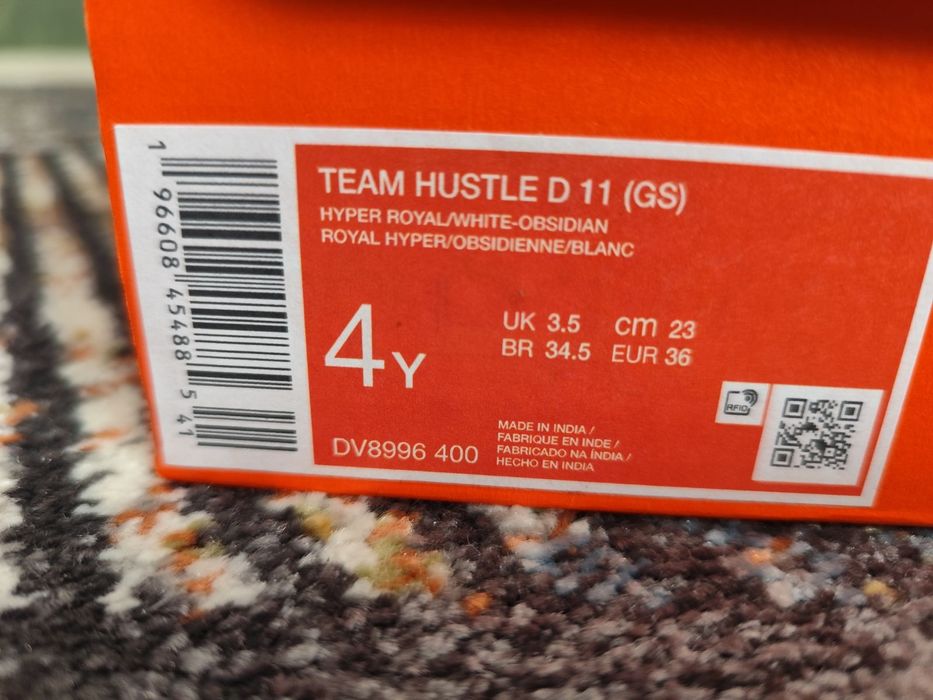 TEAM HUSTLE D 11 (GS)
HYPER ROYAL/WHITE-OBSIDIAN
ROYAL HYPER/OBSIDIENNE/BLANC
4Y
UK 3.5 cm 23
BR 34.5 EUR 36
DV8996 400
MADE IN INDIA /
FABRIQUE EN INDE /
FABRICADO NA ÍNDIA /
HECHO EN INDIA
RFID
1 96608 45488 5 41